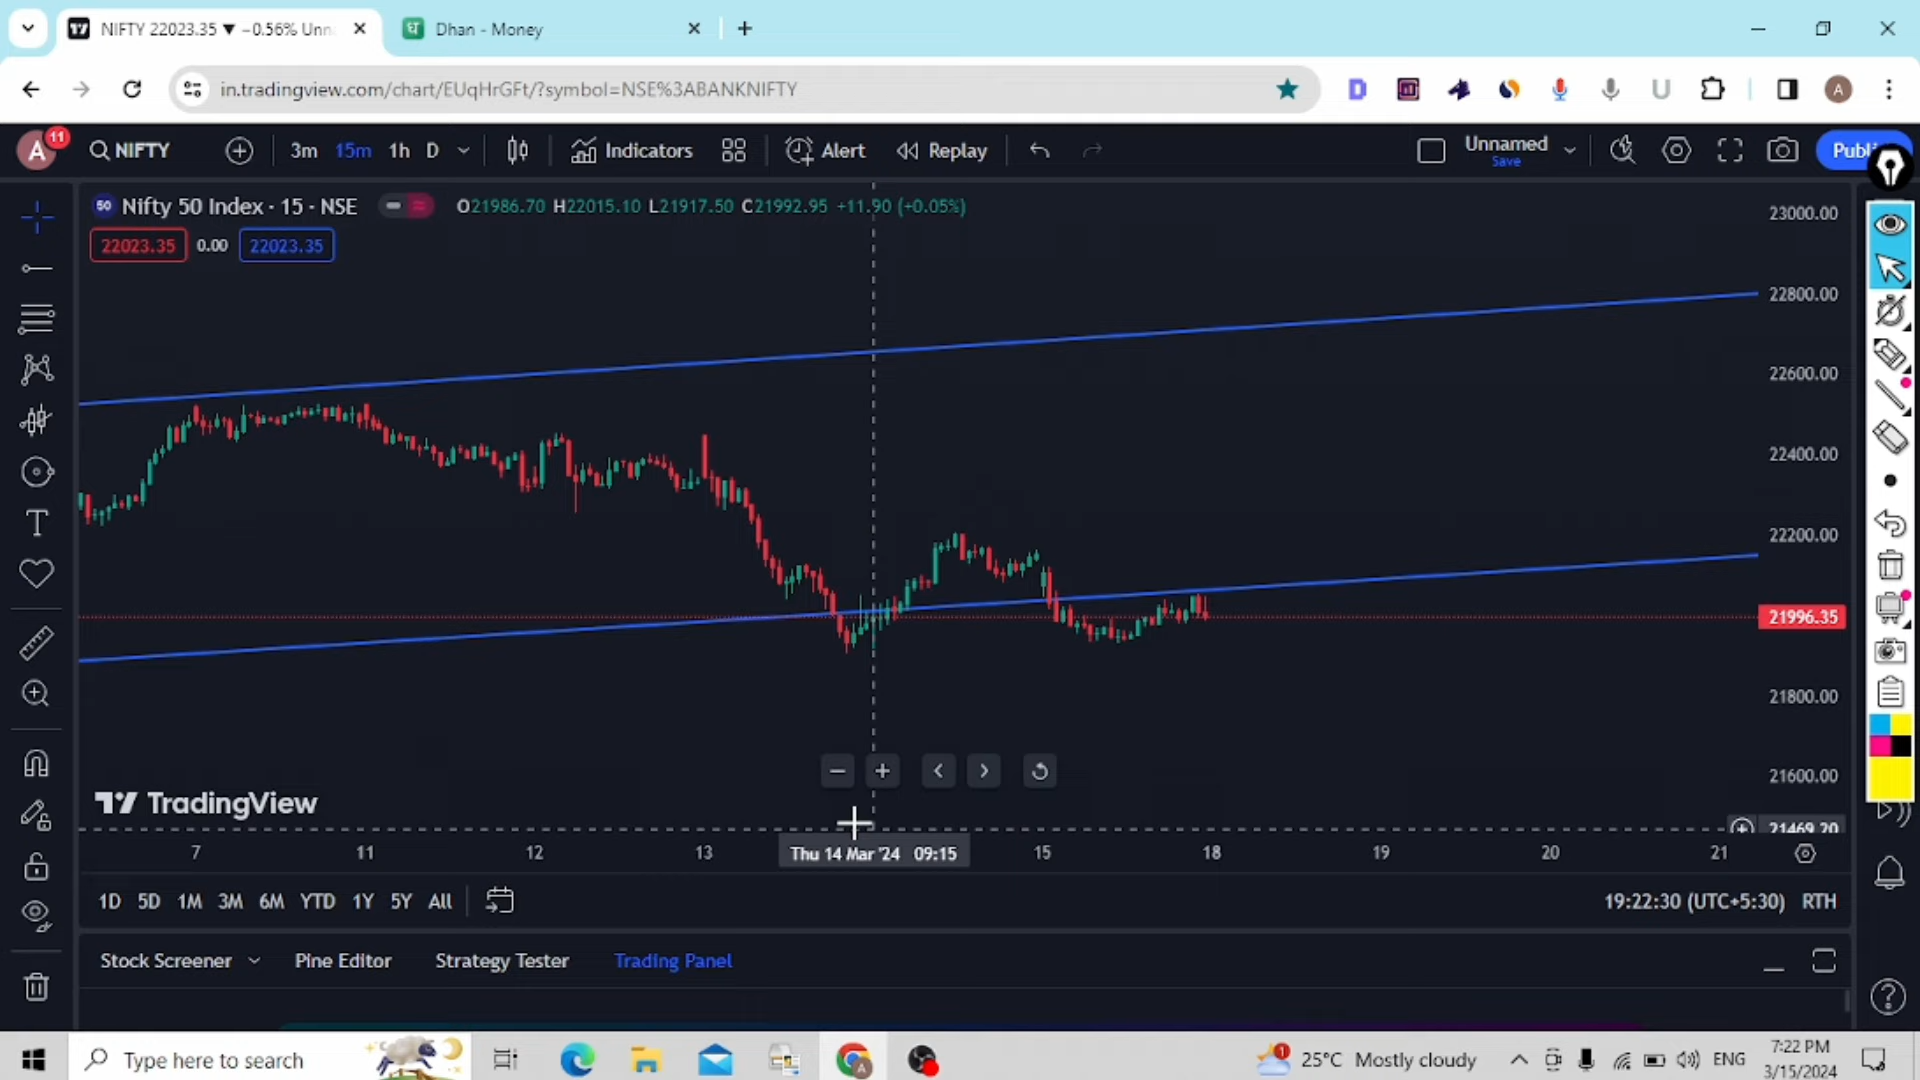 NIFTY 22023.35 ▼ −0.56% Unn
Dhan - Money
in.tradingview.com/chart/EUqHrGFt/?symbol=NSE%3ABANKNIFTY
A
A 11
NIFTY
3m 15m 1h D
Indicators
Alert
Replay
Unnamed
Save
Publi
50 Nifty 50 Index · 15 · NSE
O21986.70 H22015.10 L21917.50 C21992.95 +11.90 (+0.05%)
22023.35 0.00 22023.35
23000.00
22800.00
22600.00
22400.00
22200.00
21996.35
21800.00
21600.00
21469.20
TradingView
7 11 12 13 Thu 14 Mar '24 09:15 15 18 19 20 21
1D 5D 1M 3M 6M YTD 1Y 5Y All
19:22:30 (UTC+5:30) RTH
Stock Screener Pine Editor Strategy Tester Trading Panel
Type here to search
25°C Mostly cloudy
ENG
7:22 PM
3/15/2024